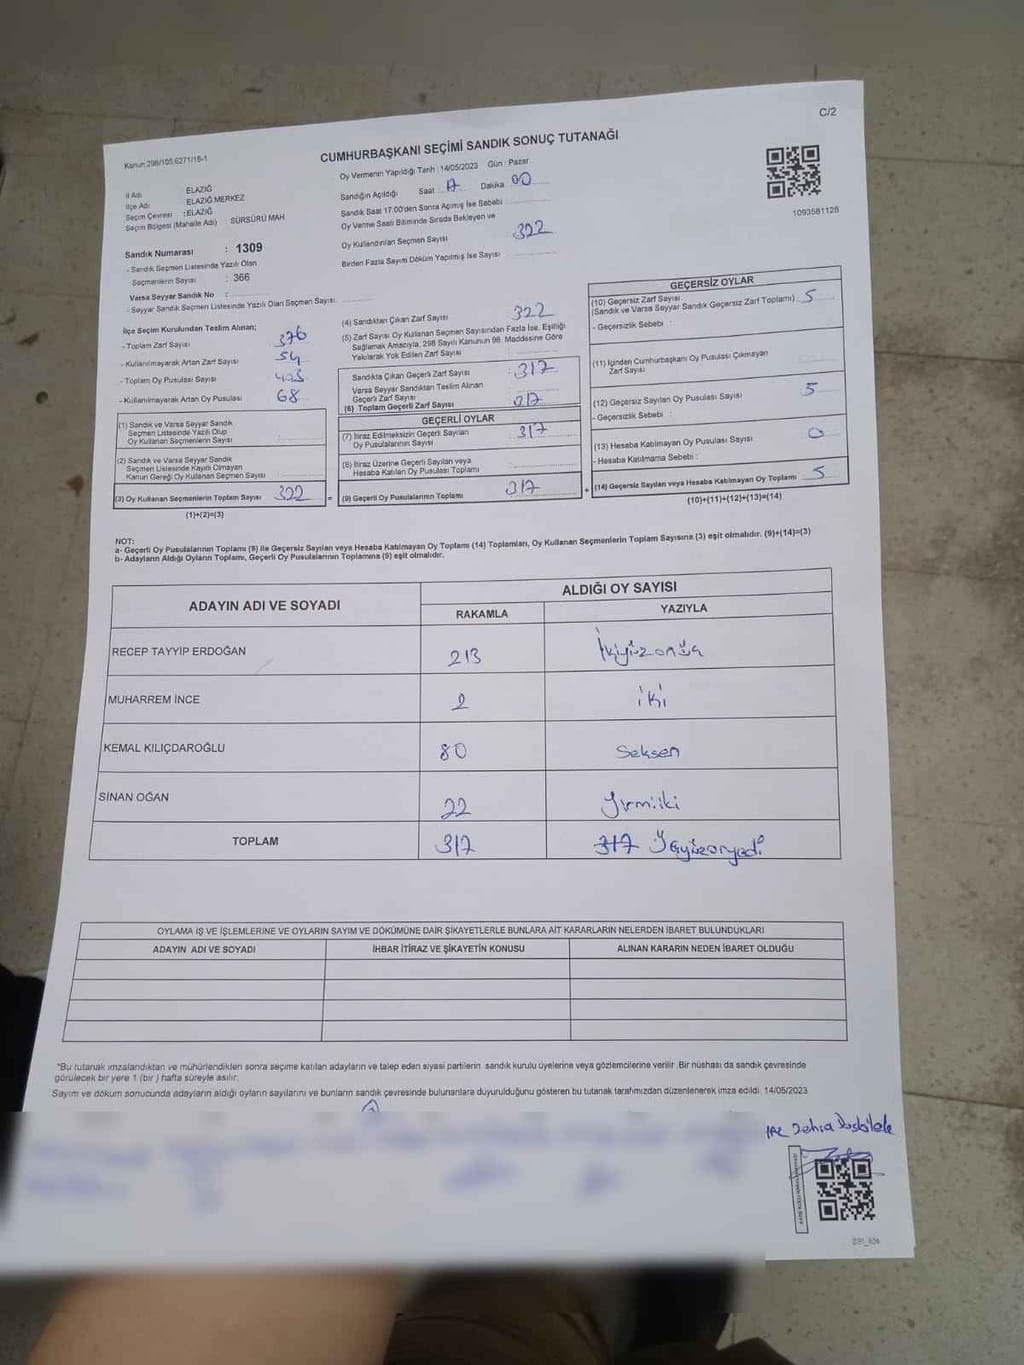 C/2
Kanun:298/105 6271/18-1
CUMHURBAŞKANI SEÇİMİ SANDIK SONUÇ TUTANAĞI
Oy Vermenin Yapıldığı Tarih : 14/05/2023 Gün : Pazar
İl Adı : ELAZIĞ
İlçe Adı : ELAZIĞ MERKEZ
Seçim Çevresi : ELAZIĞ
Seçim Bölgesi (Mahalle Adı) : SÜRSÜRÜ MAH
Sandık Numarası : 1309
- Sandık Seçmen Listesinde Yazılı Olan
Seçmenlerin Sayısı : 366
Varsa Seyyar Sandık No :
- Seyyar Sandık Seçmen Listesinde Yazılı Olan Seçmen Sayısı
Sandığın Açıldığı Saat 17 Dakika 00
Sandık Saat 17:00'den Sonra Açımış İse Sebebi
Oy Verme Saati Bitiminde Sırada Bekleyen ve
Oy Kullandırılan Seçmen Sayısı : 322
Birden Fazla Sayım Döküm Yapılmış İse Sayısı :
1093581128
İlçe Seçim Kurulundan Teslim Alınan;
- Toplam Zarf Sayısı : 376
- Kullanılmayarak Artan Zarf Sayısı : 54
- Toplam Oy Pusulası Sayısı
- Kullanılmayarak Artan Oy Pusulası : 68
(1) Sandık ve Varsa Seyyar Sandık
Seçmen Listesinde Yazılı Olup
Oy Kullanan Seçmenlerin Sayısı
(2) Sandık ve Varsa Seyyar Sandık
Seçmen Listesinde Kayıtlı Olmayan
Kanun Gereği Oy Kullanan Seçmen Sayısı
(3) Oy Kullanan Seçmenlerin Toplam Sayısı 322 =
(1)+(2)=(3)
(4) Sandıktan Çıkan Zarf Sayısı : 322
(5) Zarf Sayısı Oy Kullanan Seçmen Sayısından Fazla İse, Eşitliği
Sağlamak Amacıyla, 298 Sayılı Kanunun 98. Maddesine Göre
Yakılarak Yok Edilen Zarf Sayısı
Sandıkta Çıkan Geçerli Zarf Sayısı : 317
Varsa Seyyar Sandıktan Teslim Alınan
Geçerli Zarf Sayısı
(6) Toplam Geçerli Zarf Sayısı 317
GEÇERLİ OYLAR
(7) İtiraz Edilmeksizin Geçerli Sayılan
Oy Pusulalarının Sayısı : 317
(8) İtiraz Üzerine Geçerli Sayılan veya
Hesaba Katılan Oy Pusulası Toplamı
(9) Geçerli Oy Pusulalarının Toplamı 317 +
GEÇERSİZ OYLAR
(10) Geçersiz Zarf Sayısı
(Sandık ve Varsa Seyyar Sandık Geçersiz Zarf Toplamı) 5
- Geçersizlik Sebebi :
(11) İçinden Cumhurbaşkanı Oy Pusulası Çıkmayan
Zarf Sayısı
(12) Geçersiz Sayılan Oy Pusulası Sayısı : 5
- Geçersizlik Sebebi :
(13) Hesaba Katılmayan Oy Pusulası Sayısı : 0
- Hesaba Katılmama Sebebi :
(14) Geçersiz Sayılan veya Hesaba Katılmayan Oy Toplamı 5
(10)+(11)+(12)+(13)=(14)
NOT:
a- Geçerli Oy Pusulalarının Toplamı (9) İle Geçersiz Sayılan veya Hesaba Katılmayan Oy Toplamı (14) Toplamları, Oy Kullanan Seçmenlerin Toplam Sayısına (3) eşit olmalıdır. (9)+(14)=(3)
b- Adayların Aldığı Oyların Toplamı, Geçerli Oy Pusulalarının Toplamına (9) eşit olmalıdır.
ADAYIN ADI VE SOYADI ALDIĞI OY SAYISI
RAKAMLA YAZIYLA
RECEP TAYYİP ERDOĞAN 213 İkiyüzonüç
MUHARREM İNCE 2 iki
KEMAL KILIÇDAROĞLU 80 Seksen
SİNAN OĞAN 22 Yirmiiki
TOPLAM 317 317 Üçyüzonyedi
OYLAMA İŞ VE İŞLEMLERİNE VE OYLARIN SAYIM VE DÖKÜMÜNE DAİR ŞİKAYETLERLE BUNLARA AİT KARARLARIN NELERDEN İBARET BULUNDUKLARI
ADAYIN ADI VE SOYADI İHBAR İTİRAZ VE ŞİKAYETİN KONUSU ALINAN KARARIN NEDEN İBARET OLDUĞU
"Bu tutanak imzalandıktan ve mühürlendikten sonra seçime katılan adayların ve talep eden siyasi partilerin sandık kurulu üyelerine veya gözlemcilerine verilir. Bir nüshası da sandık çevresinde
görülecek bir yere 1 (bir ) hafta süreyle asılır.
Sayım ve döküm sonucunda adayların aldığı oyların sayılarını ve bunların sandık çevresinde bulunanlara duyurulduğunu gösteren bu tutanak tarafımızdan düzenlenerek imza edildi. 14/05/2023
Zehra